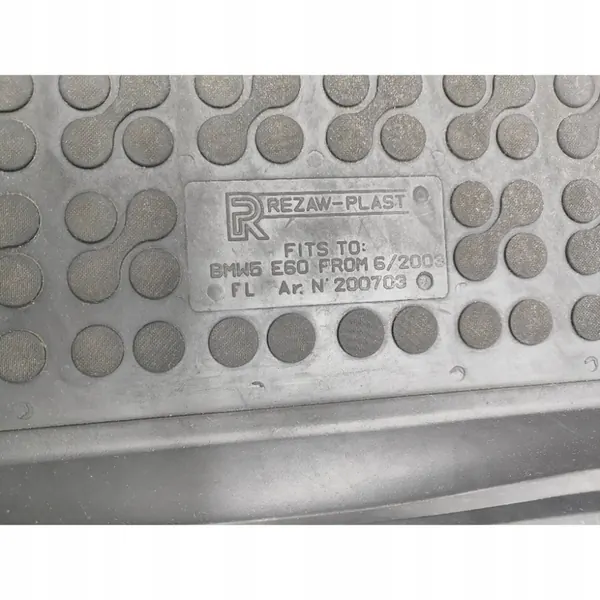 R REZAW-PLAST
FITS TO:
BMW5 E60 FROM 6/2003
FL Ar. N° 200703